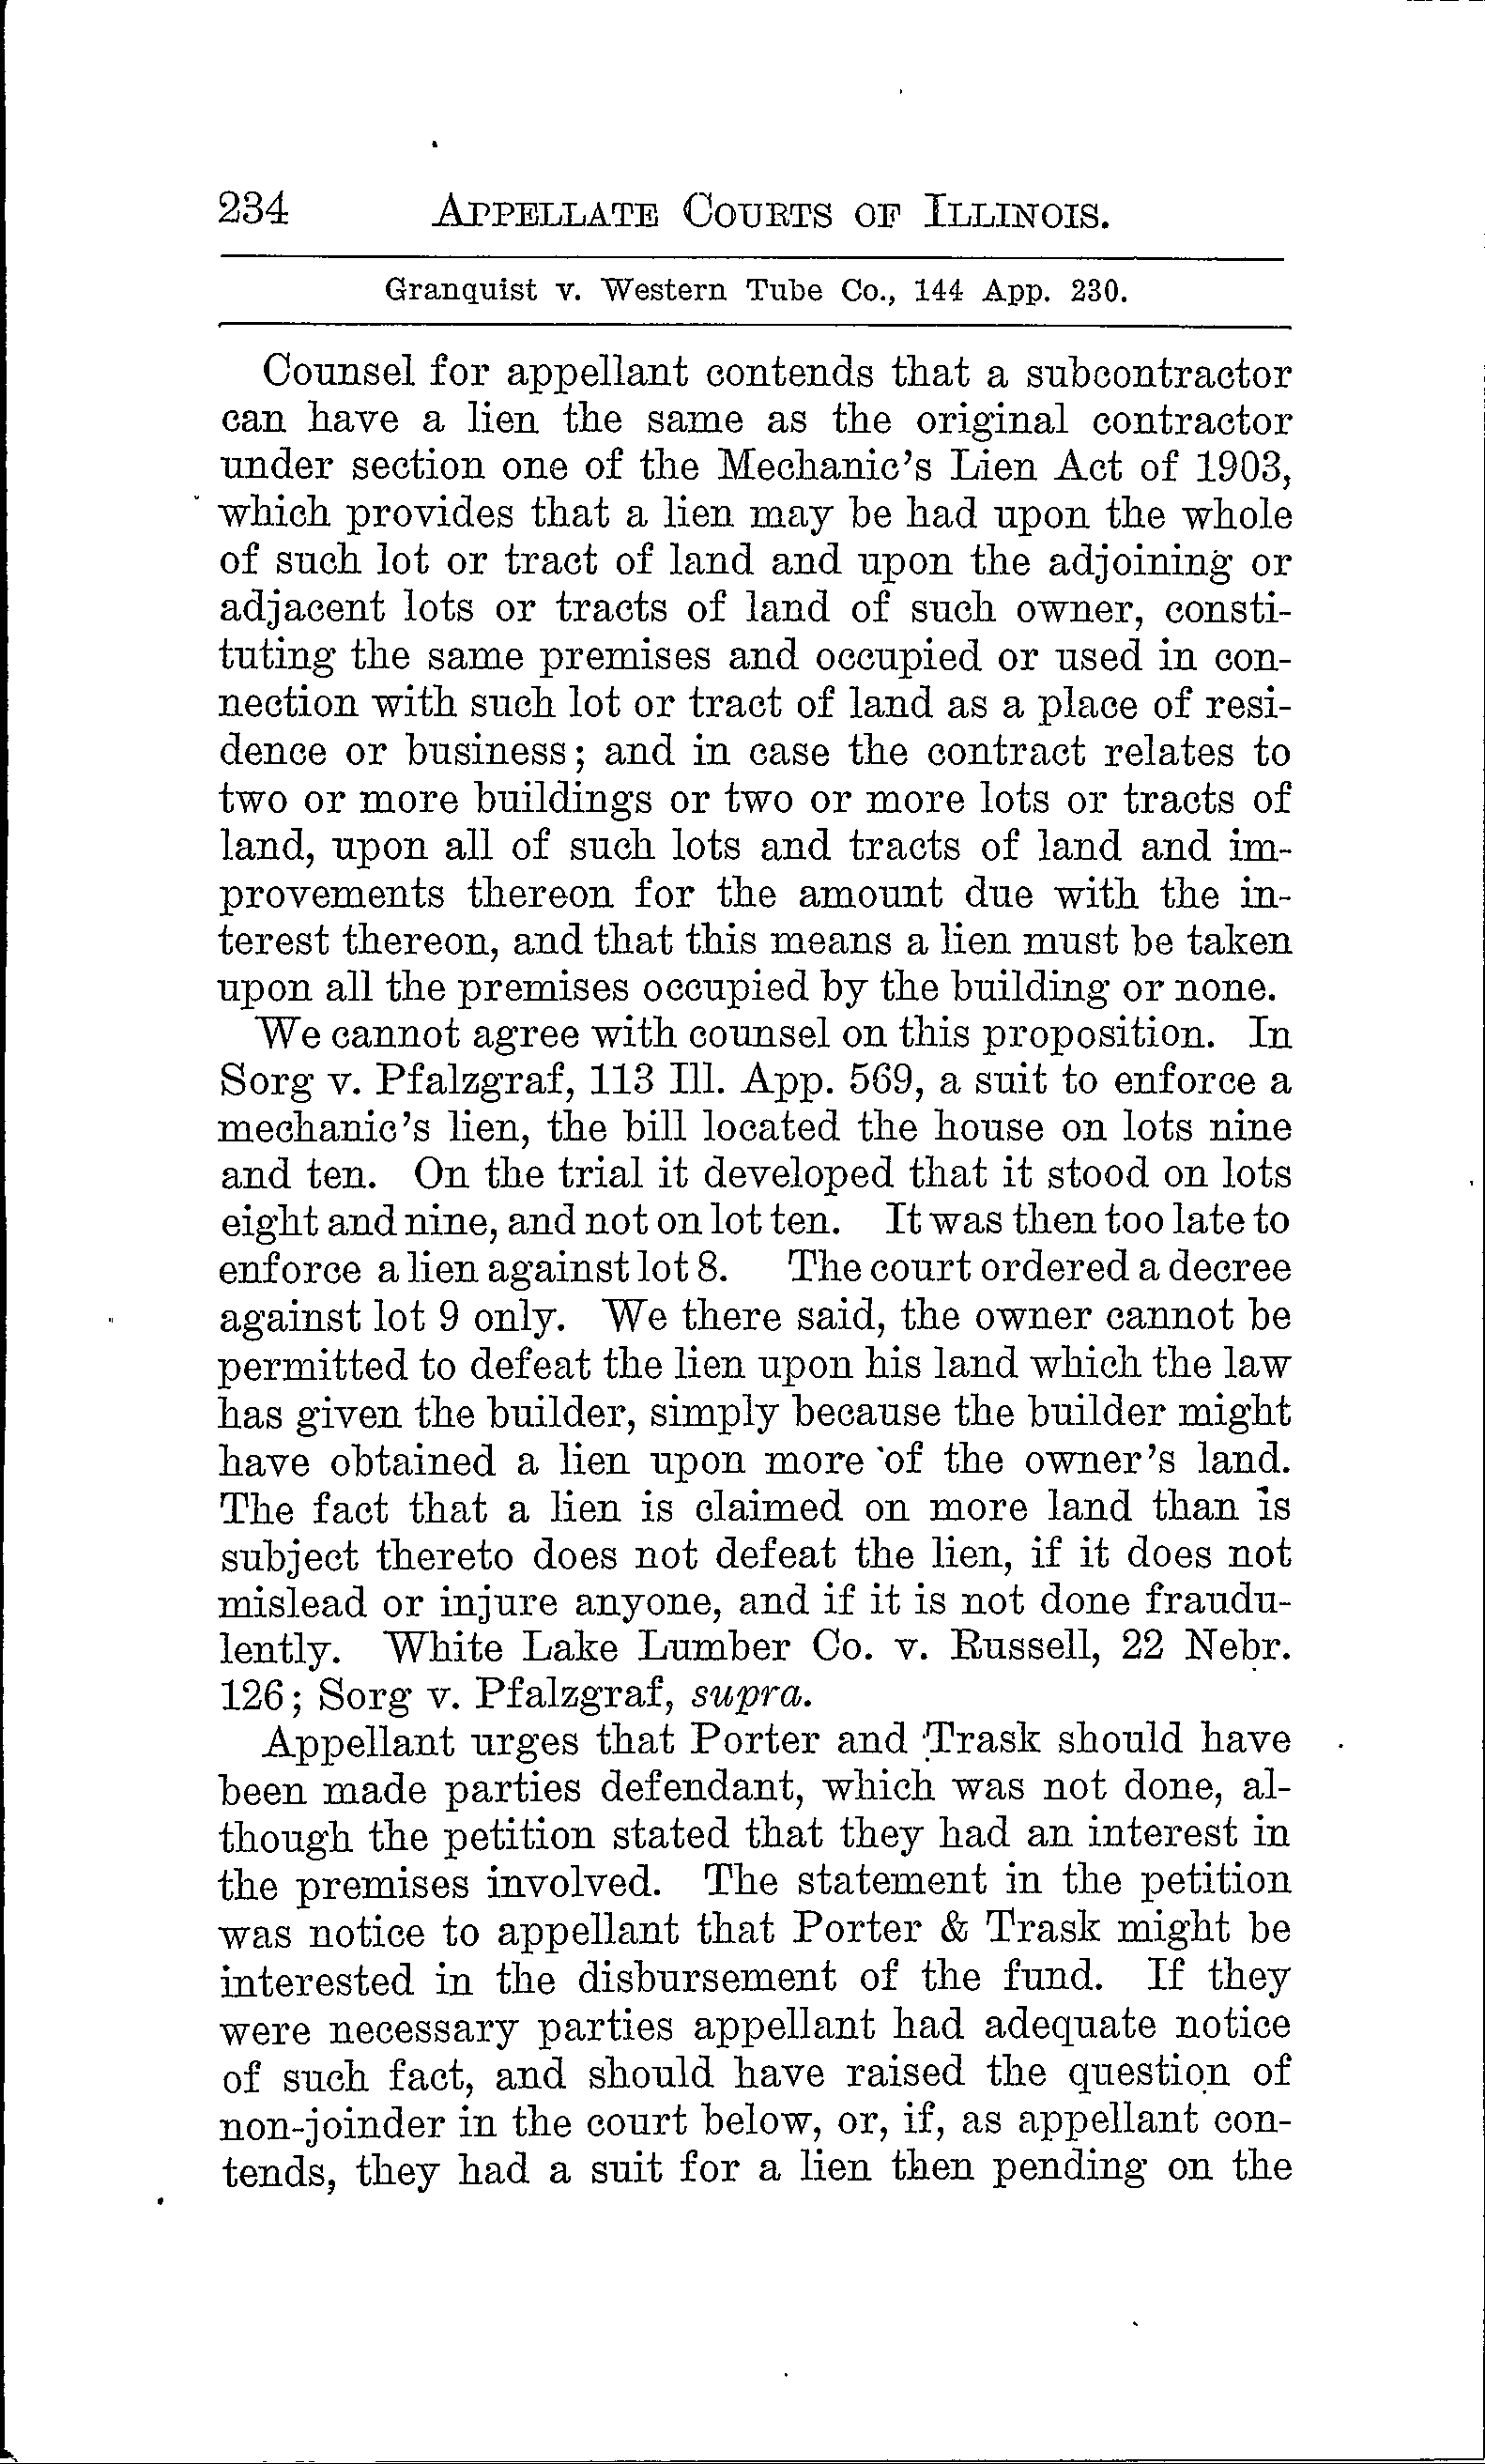 234 APPELLATE COURTS OF ILLINOIS.
Granquist v. Western Tube Co., 144 App. 230.
Counsel for appellant contends that a subcontractor
can have a lien the same as the original contractor
under section one of the Mechanic's Lien Act of 1903,
which provides that a lien may be had upon the whole
of such lot or tract of land and upon the adjoining or
adjacent lots or tracts of land of such owner, consti-
tuting the same premises and occupied or used in con-
nection with such lot or tract of land as a place of resi-
dence or business; and in case the contract relates to
two or more buildings or two or more lots or tracts of
land, upon all of such lots and tracts of land and im-
provements thereon for the amount due with the in-
terest thereon, and that this means a lien must be taken
upon all the premises occupied by the building or none.
We cannot agree with counsel on this proposition. In
Sorg v. Pfalzgraf, 113 Ill. App. 569, a suit to enforce a
mechanic's lien, the bill located the house on lots nine
and ten. On the trial it developed that it stood on lots
eight and nine, and not on lot ten. It was then too late to
enforce a lien against lot 8. The court ordered a decree
against lot 9 only. We there said, the owner cannot be
permitted to defeat the lien upon his land which the law
has given the builder, simply because the builder might
have obtained a lien upon more of the owner's land.
The fact that a lien is claimed on more land than is
subject thereto does not defeat the lien, if it does not
mislead or injure anyone, and if it is not done fraudu-
lently. White Lake Lumber Co. v. Russell, 22 Nebr.
126; Sorg v. Pfalzgraf, supra.
Appellant urges that Porter and Trask should have
been made parties defendant, which was not done, al-
though the petition stated that they had an interest in
the premises involved. The statement in the petition
was notice to appellant that Porter & Trask might be
interested in the disbursement of the fund. If they
were necessary parties appellant had adequate notice
of such fact, and should have raised the question of
non-joinder in the court below, or, if, as appellant con-
tends, they had a suit for a lien then pending on the